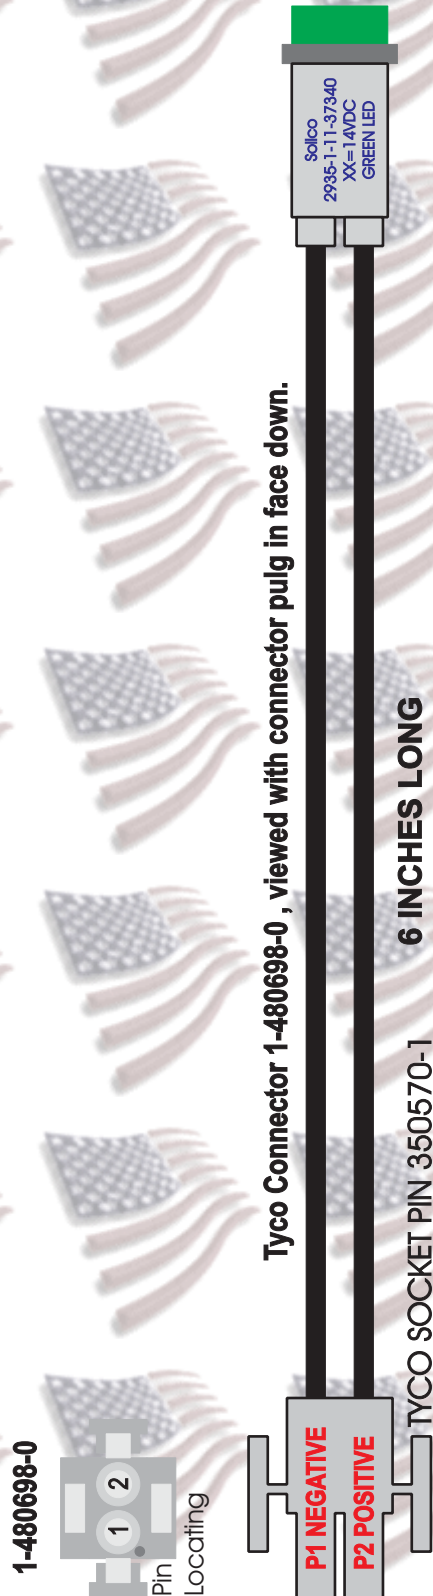 Sollco
2935-1-11-37340
XX=14VDC
GREEN LED
Tyco Connector 1-480698-0 , viewed with connector pulg in face down.
6 INCHES LONG
TYCO SOCKET PIN 350570-1
1-480698-0
1 2
Pin
Locating
P1 NEGATIVE
P2 POSITIVE